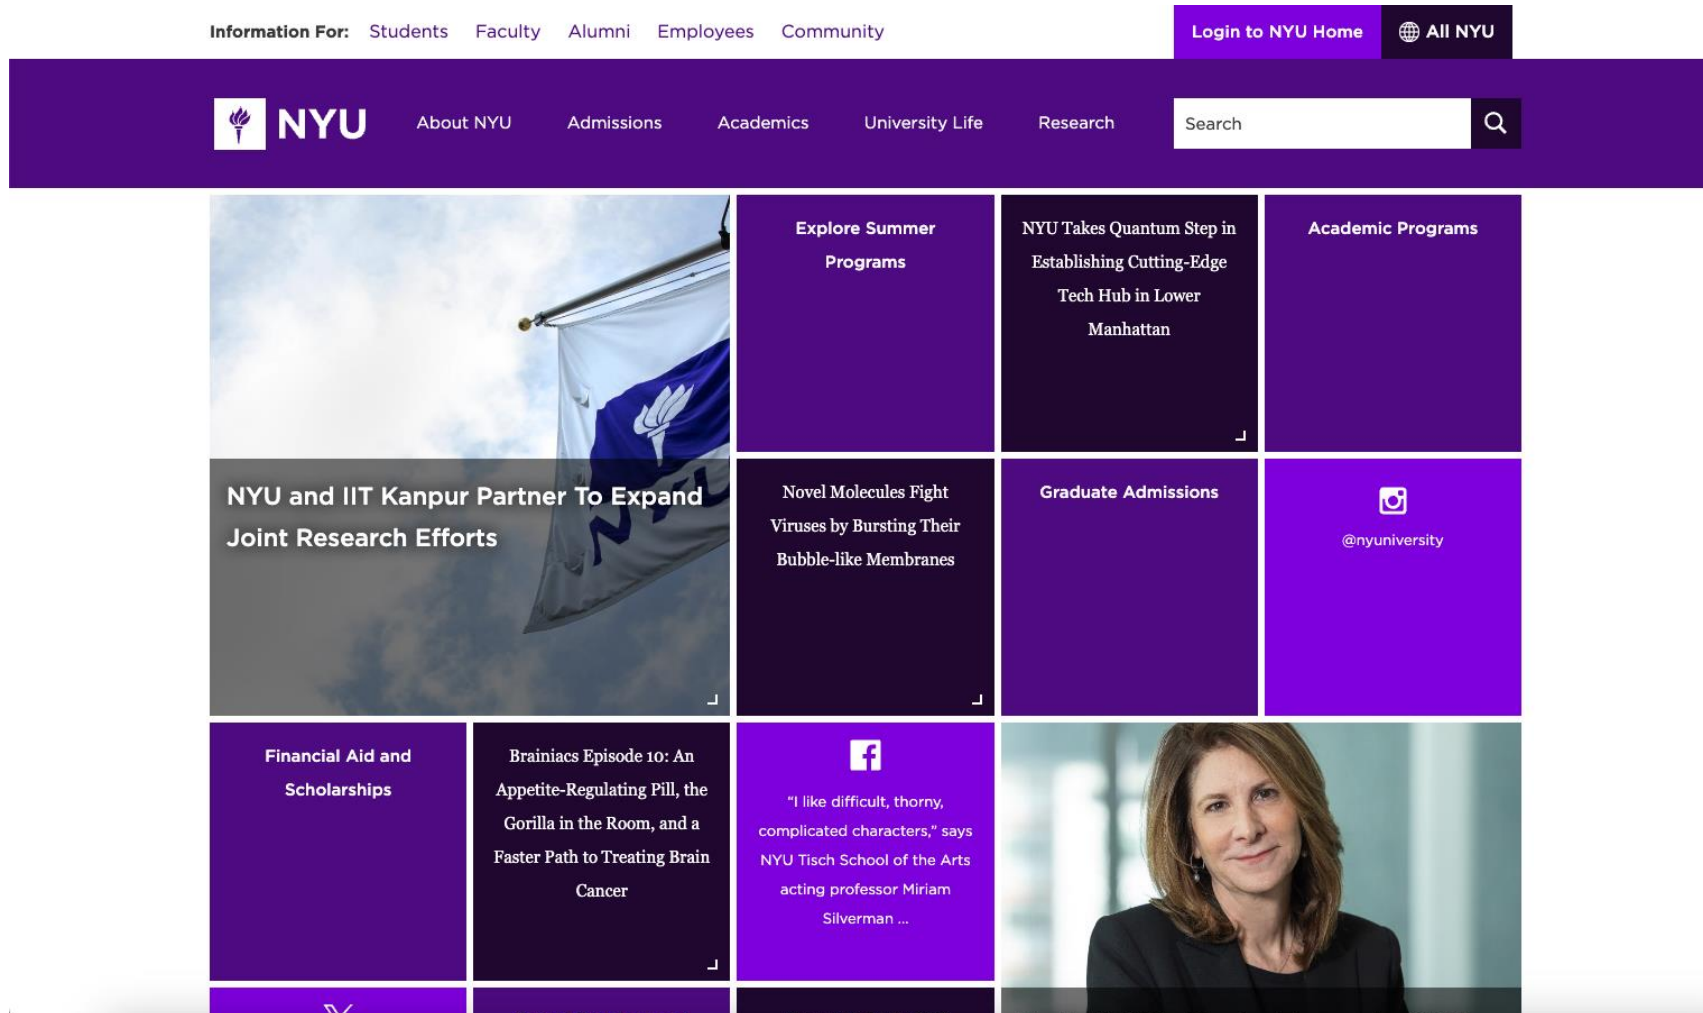 Information For: Students Faculty Alumni Employees Community
Login to NYU Home All NYU
NYU About NYU Admissions Academics University Life Research Search
NYU and IIT Kanpur Partner To Expand
Joint Research Efforts
NYU
Explore Summer
Programs
NYU Takes Quantum Step in
Establishing Cutting-Edge
Tech Hub in Lower
Manhattan
Academic Programs
Novel Molecules Fight
Viruses by Bursting Their
Bubble-like Membranes
Graduate Admissions
@nyuniversity
Financial Aid and
Scholarships
Brainiacs Episode 10: An
Appetite-Regulating Pill, the
Gorilla in the Room, and a
Faster Path to Treating Brain
Cancer
“I like difficult, thorny,
complicated characters,” says
NYU Tisch School of the Arts
acting professor Miriam
Silverman ...